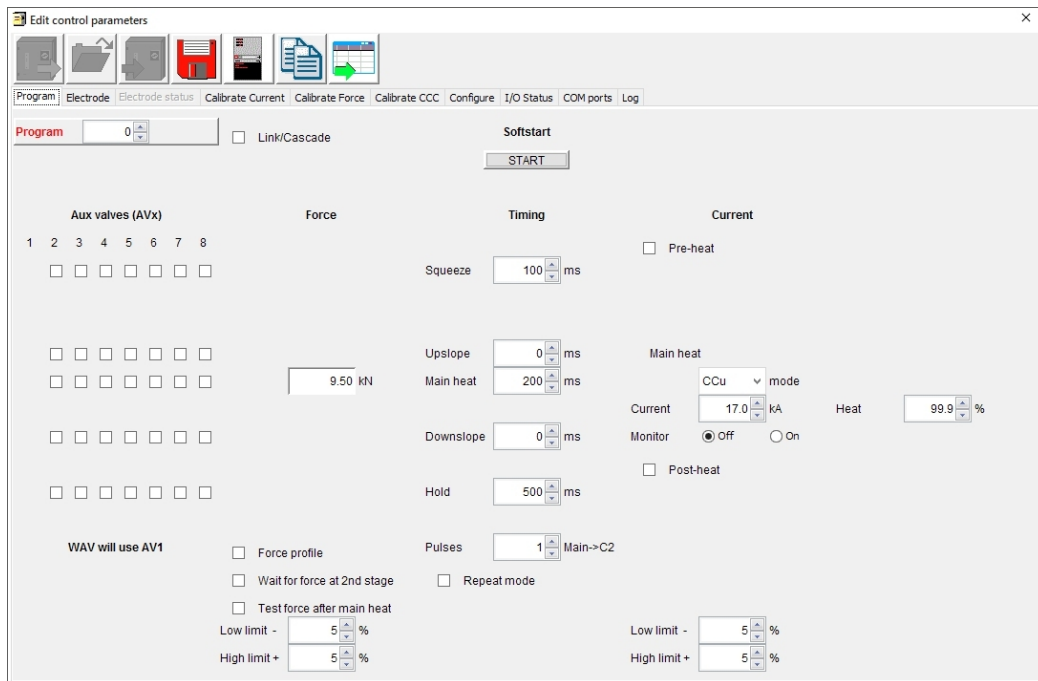 Edit control parameters
Program Electrode Electrode status Calibrate Current Calibrate Force Calibrate CCC Configure I/O Status COM ports Log
Program 0 Link/Cascade Softstart
START
Aux valves (AVx) Force Timing Current
1 2 3 4 5 6 7 8 Pre-heat
Squeeze 100 ms
Upslope 0 ms Main heat
9.50 kN Main heat 200 ms CCu mode
Current 17.0 kA Heat 99.9 %
Downslope 0 ms Monitor Off On
Post-heat
Hold 500 ms
WAV will use AV1 Force profile Pulses 1 Main->C2
Wait for force at 2nd stage Repeat mode
Test force after main heat
Low limit - 5 % Low limit - 5 %
High limit + 5 % High limit + 5 %